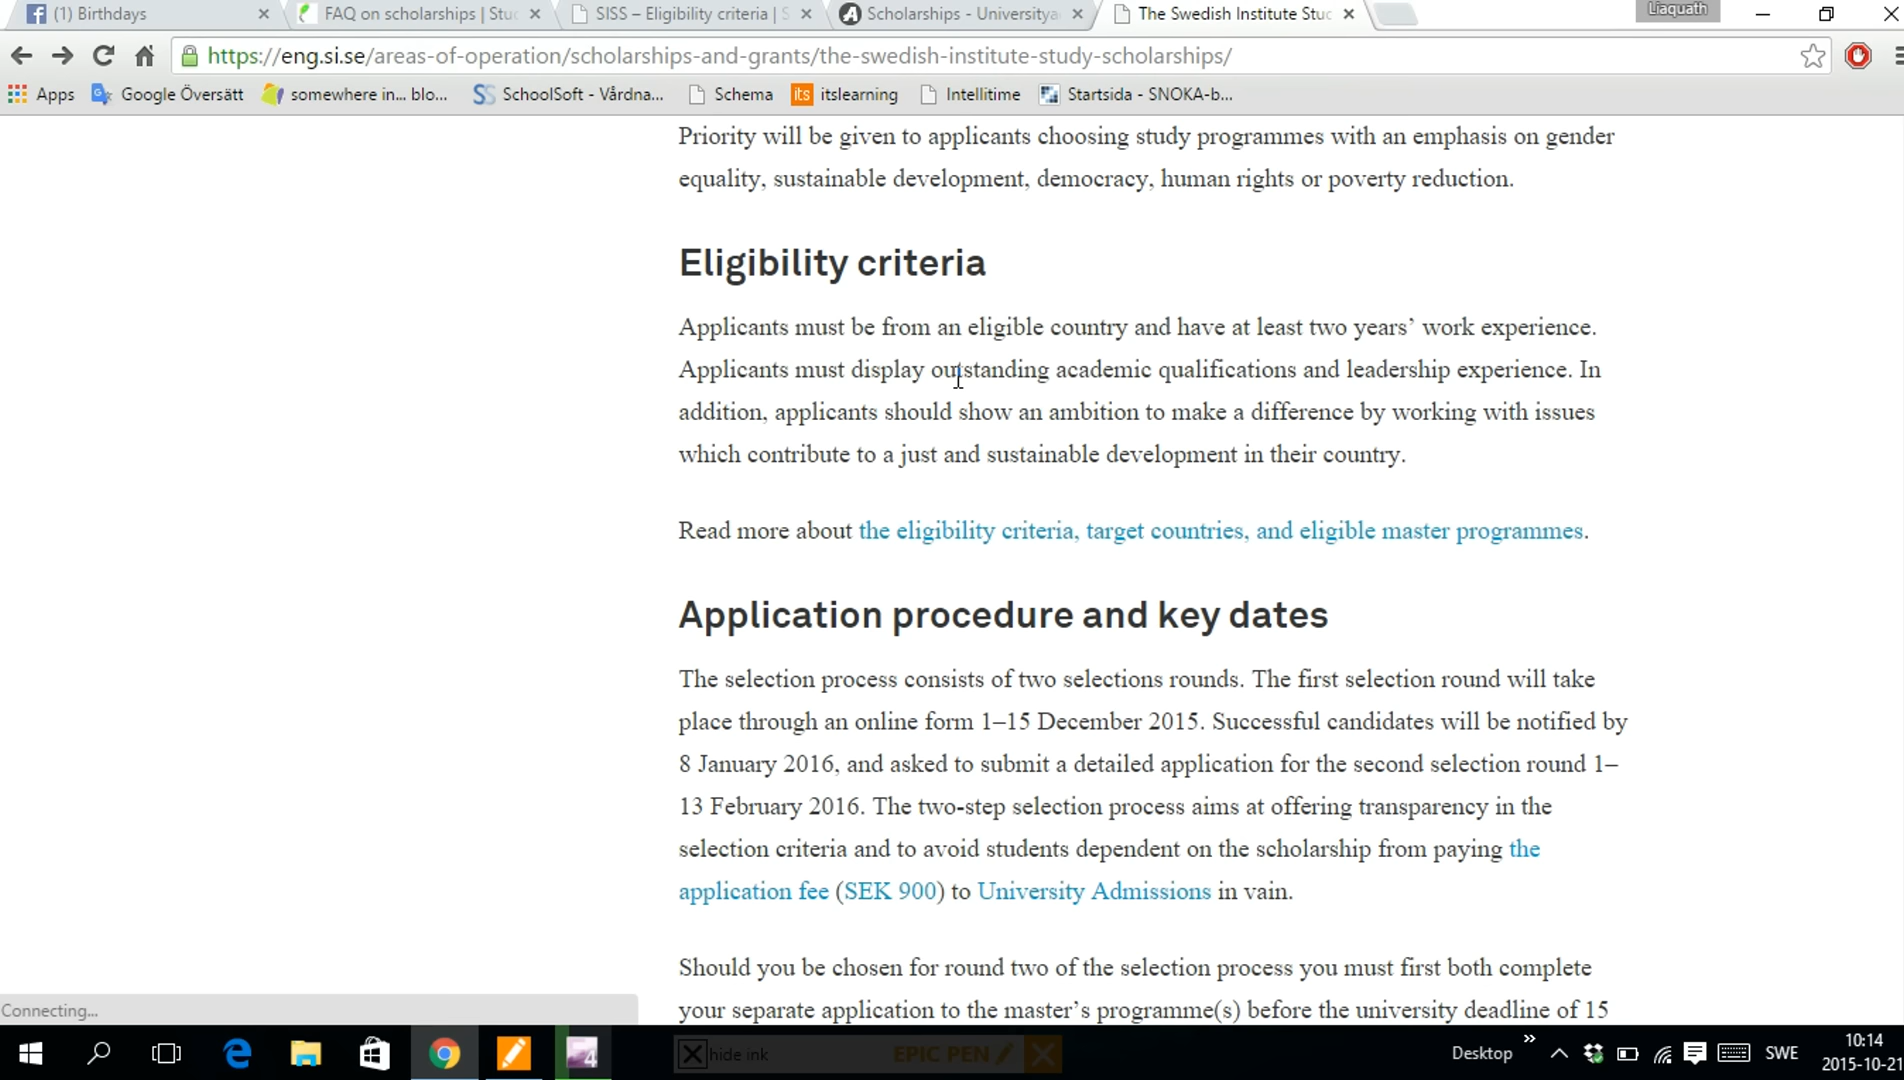 (1) Birthdays
FAQ on scholarships | Stu
SISS – Eligibility criteria | S
Scholarships - Universitya
The Swedish Institute Stu
Liaquath
https://eng.si.se/areas-of-operation/scholarships-and-grants/the-swedish-institute-study-scholarships/
Apps
Google Översätt
somewhere in... blo...
SchoolSoft - Vårdna...
Schema
its itslearning
Intellitime
Startsida - SNOKA-b...
Priority will be given to applicants choosing study programmes with an emphasis on gender
equality, sustainable development, democracy, human rights or poverty reduction.
Eligibility criteria
Applicants must be from an eligible country and have at least two years’ work experience.
Applicants must display outstanding academic qualifications and leadership experience. In
addition, applicants should show an ambition to make a difference by working with issues
which contribute to a just and sustainable development in their country.
Read more about the eligibility criteria, target countries, and eligible master programmes.
Application procedure and key dates
The selection process consists of two selections rounds. The first selection round will take
place through an online form 1–15 December 2015. Successful candidates will be notified by
8 January 2016, and asked to submit a detailed application for the second selection round 1–
13 February 2016. The two-step selection process aims at offering transparency in the
selection criteria and to avoid students dependent on the scholarship from paying the
application fee (SEK 900) to University Admissions in vain.
Should you be chosen for round two of the selection process you must first both complete
your separate application to the master’s programme(s) before the university deadline of 15
Connecting...
hide ink
EPIC PEN
Desktop
SWE
10:14
2015-10-21